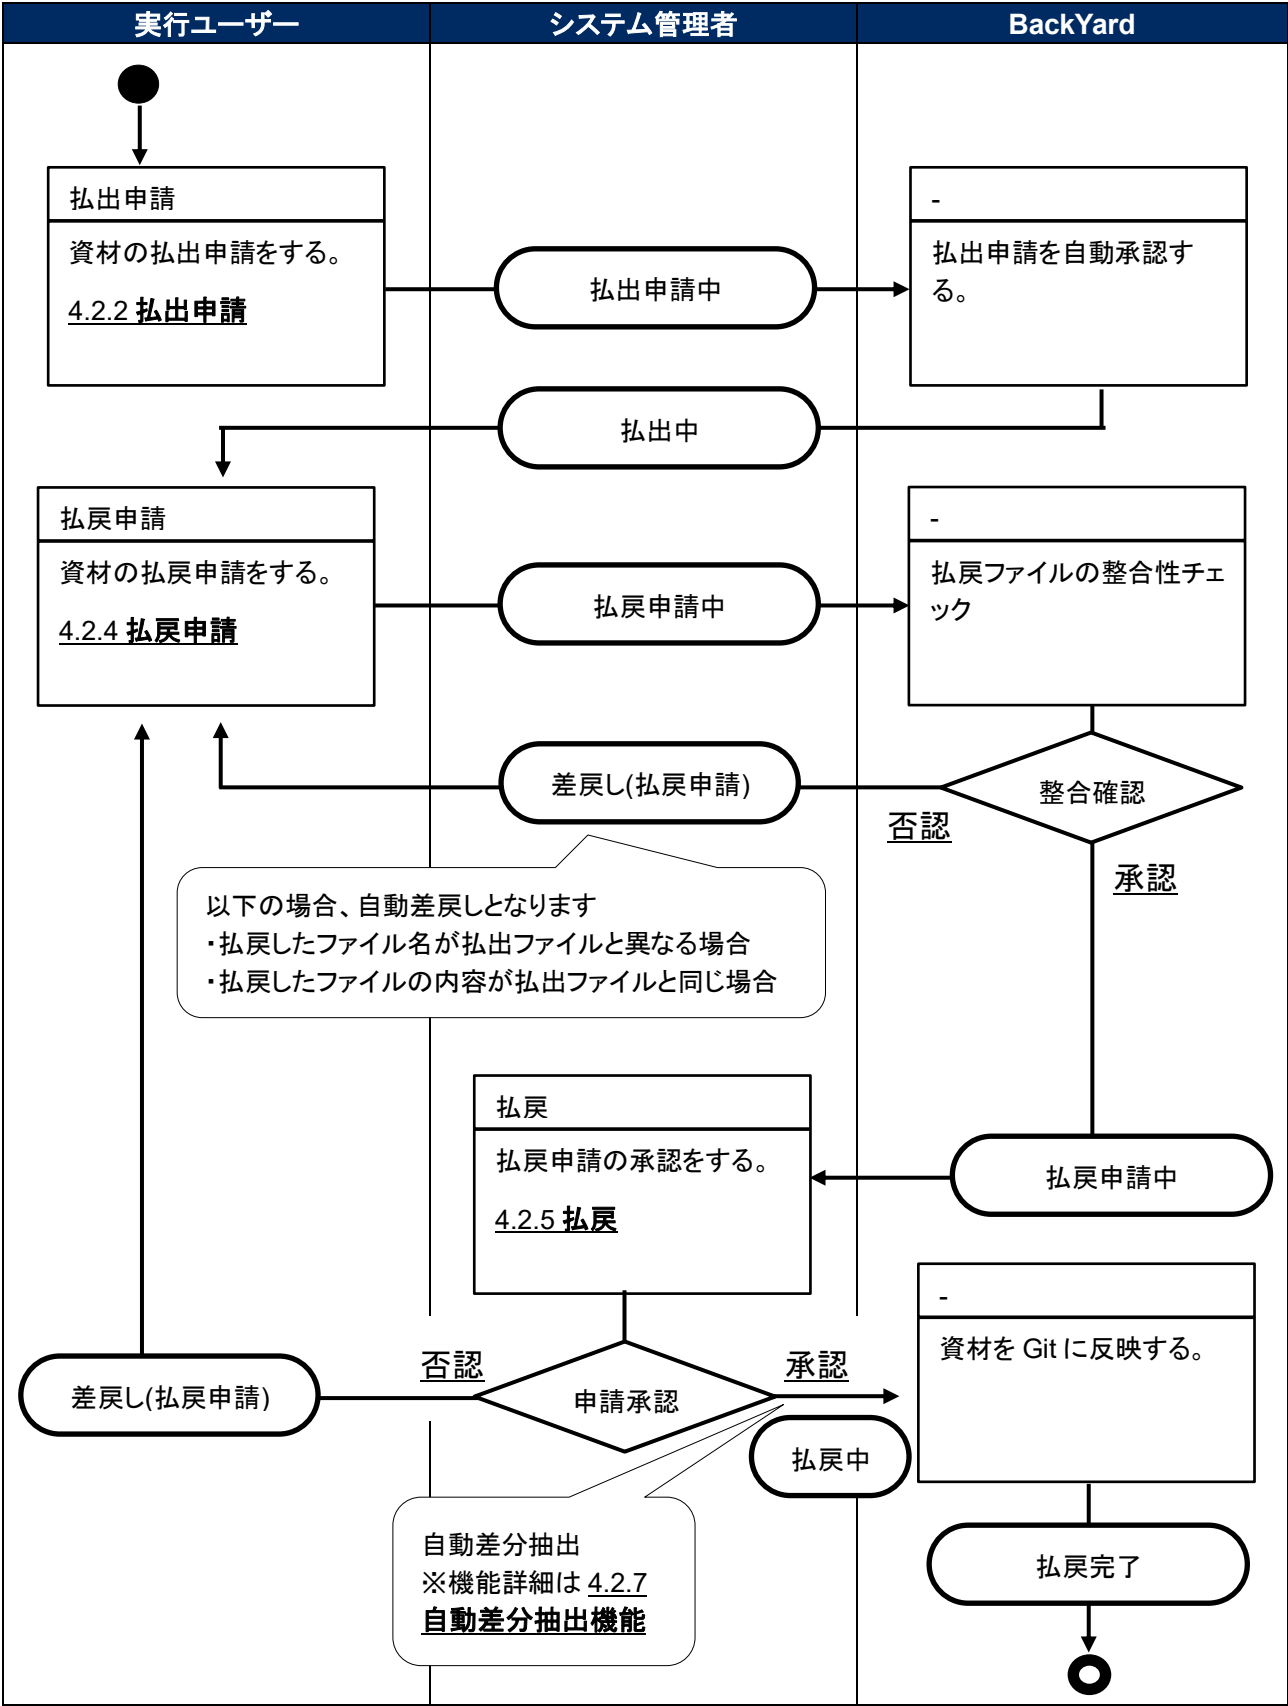 実行ユーザー
システム管理者
BackYard
払出申請
資材の払出申請をする。
4.2.2 払出申請
払出申請中
-
払出申請を自動承認す
る。
払出中
払戻申請
資材の払戻申請をする。
4.2.4 払戻申請
払戻申請中
-
払戻ファイルの整合性チェ
ック
差戻し(払戻申請)
整合確認
否認
承認
以下の場合、自動差戻しとなります
・払戻したファイル名が払出ファイルと異なる場合
・払戻したファイルの内容が払出ファイルと同じ場合
払戻
払戻申請の承認をする。
4.2.5 払戻
払戻申請中
-
資材を Git に反映する。
否認
承認
差戻し(払戻申請)
申請承認
払戻中
自動差分抽出
※機能詳細は 4.2.7
自動差分抽出機能
払戻完了